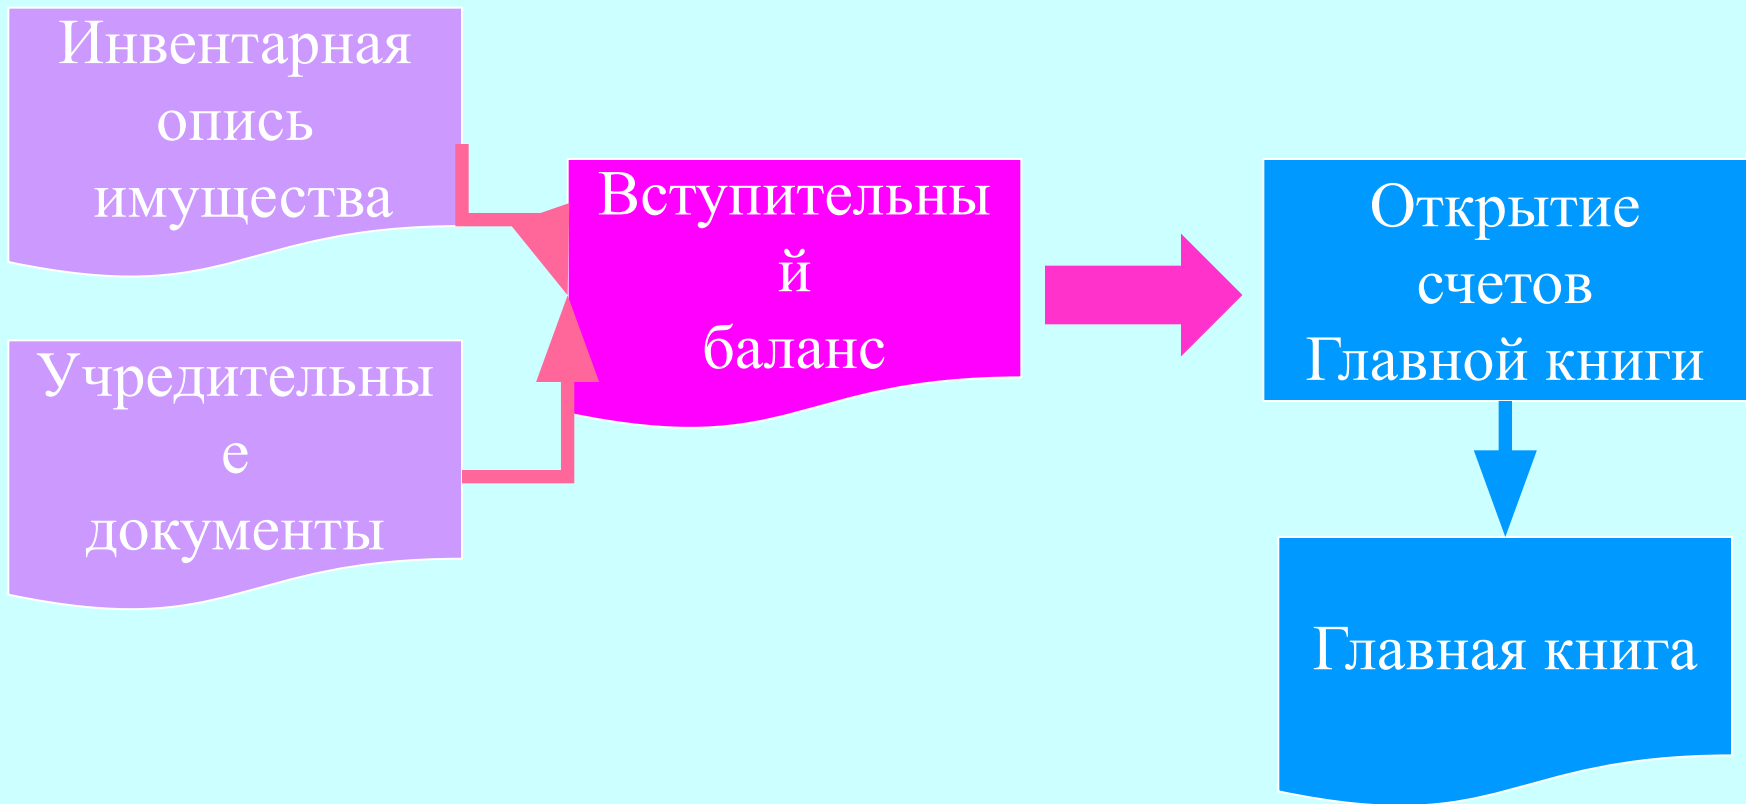 Инвентарная
опись
имущества
Учредительны
е
документы
Вступительны
й
баланс
Открытие
счетов
Главной книги
Главная книга